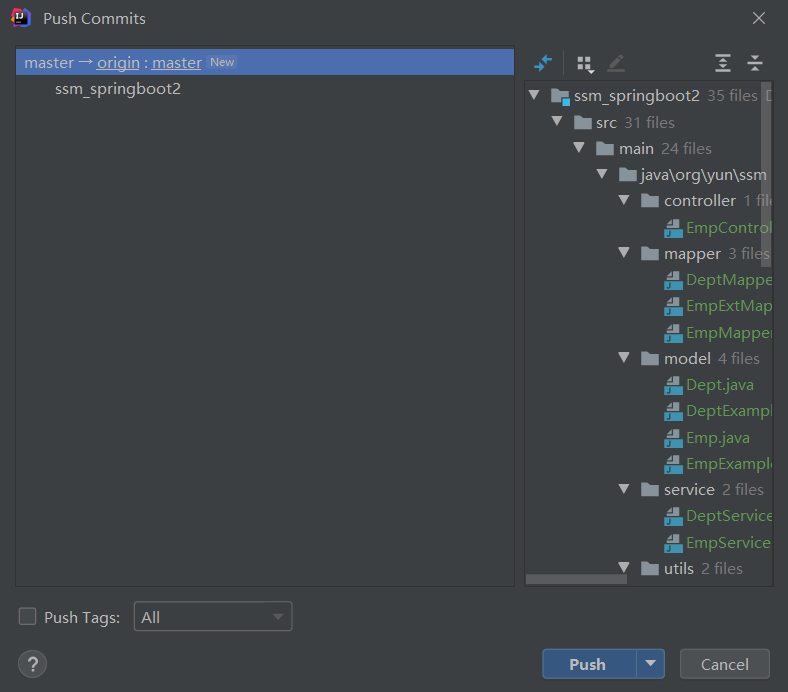 Push Commits
master → origin : master New
ssm_springboot2
ssm_springboot2 35 files
src 31 files
main 24 files
java\org\yun\ssm
controller 1 file
EmpControl
mapper 3 files
DeptMappe
EmpExtMap
EmpMapper
model 4 files
Dept.java
DeptExampl
Emp.java
EmpExample
service 2 files
DeptService
EmpService
utils 2 files
Push Tags: All
?
Push
Cancel